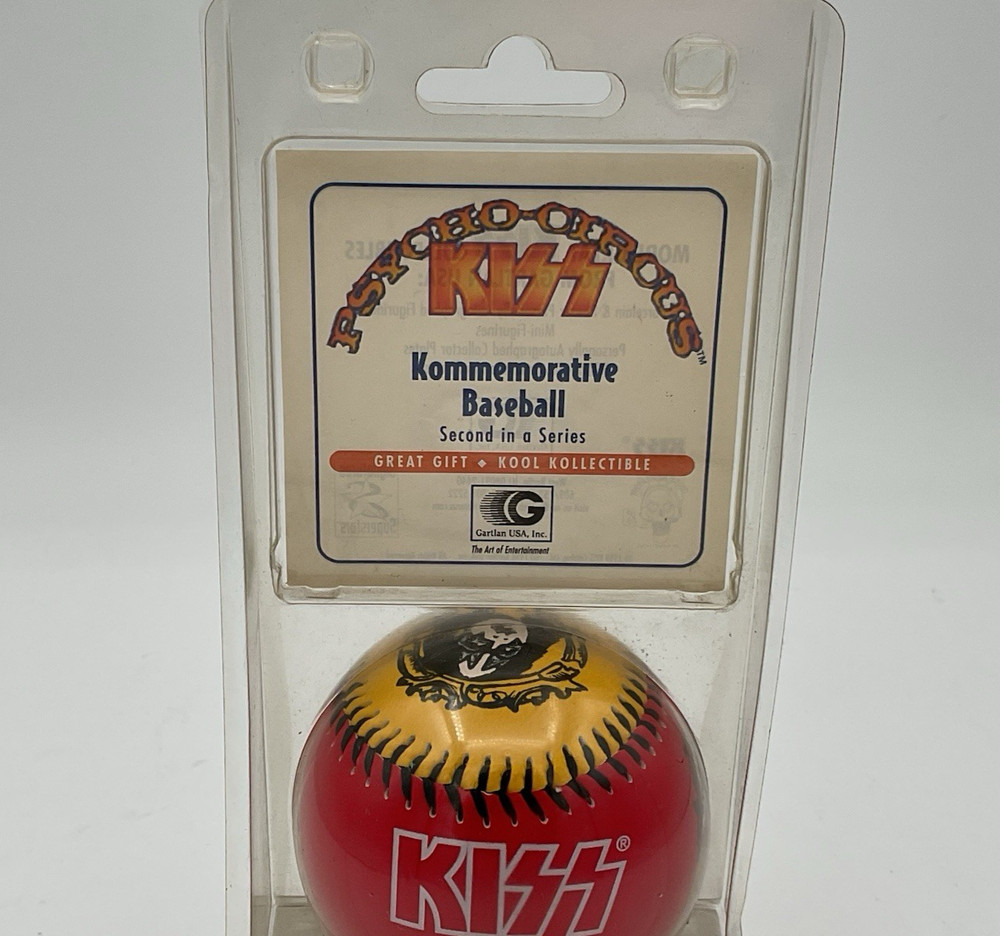 PSYCHO-CIRCUS™
KISS
Kommemorative
Baseball
Second in a Series
GREAT GIFT ◆ KOOL KOLLECTIBLE
G
Gartlan USA, Inc.
The Art of Entertainment
KISS®